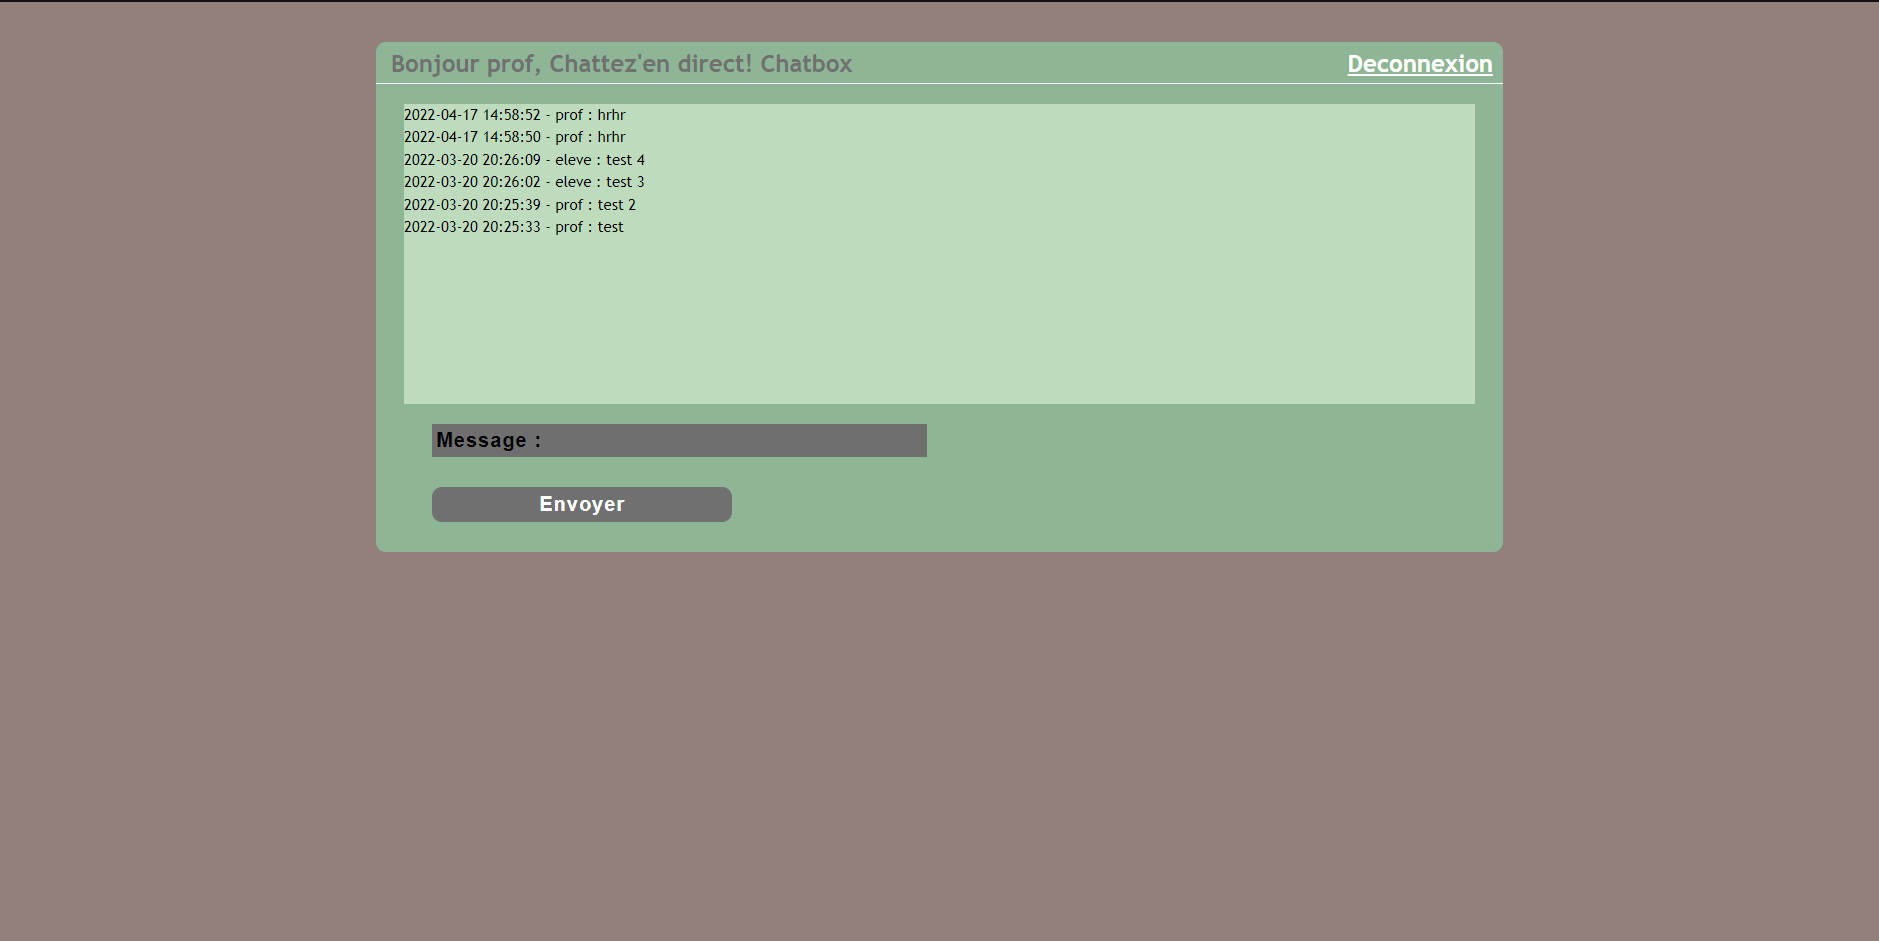 Bonjour prof, Chattez'en direct! Chatbox
Deconnexion
2022-04-17 14:58:52 - prof : hrhr
2022-04-17 14:58:50 - prof : hrhr
2022-03-20 20:26:09 - eleve : test 4
2022-03-20 20:26:02 - eleve : test 3
2022-03-20 20:25:39 - prof : test 2
2022-03-20 20:25:33 - prof : test
Message :
Envoyer